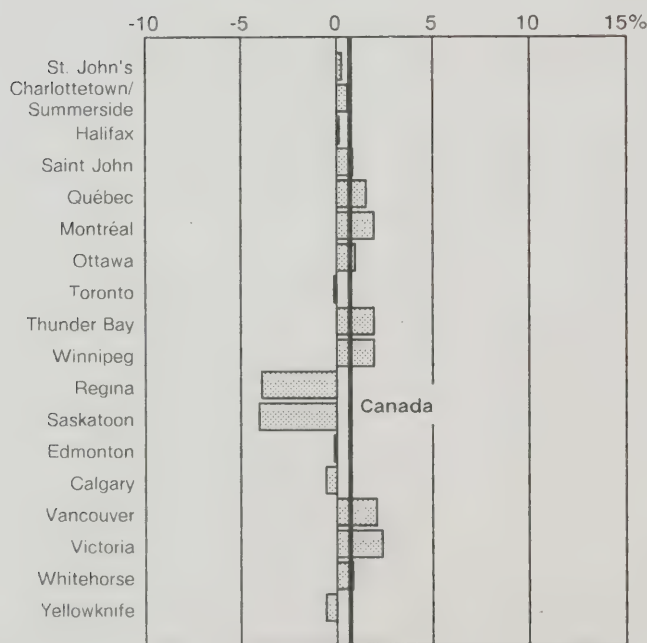 -10 -5 0 5 10 15%
St. John's
Charlottetown/
Summerside
Halifax
Saint John
Québec
Montréal
Ottawa
Toronto
Thunder Bay
Winnipeg
Regina
Canada
Saskatoon
Edmonton
Calgary
Vancouver
Victoria
Whitehorse
Yellowknife